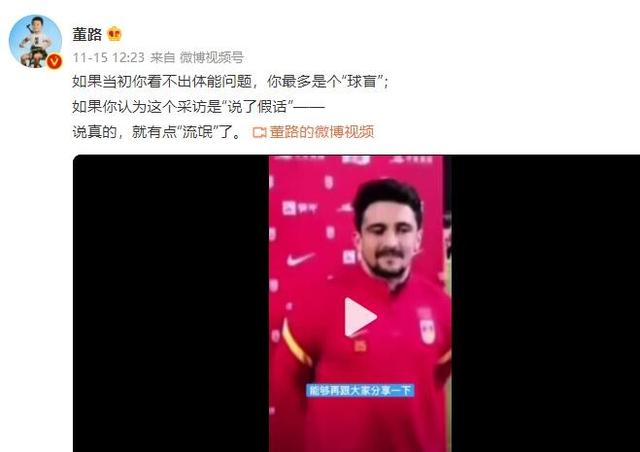 董路
11-15 12:23 来自 微博视频号
如果当初你看不出体能问题，你最多是个“球盲”；
如果你认为这个采访是“说了假话”——
说真的，就有点“流氓”了。 董路的微博视频
能够再跟大家分享一下